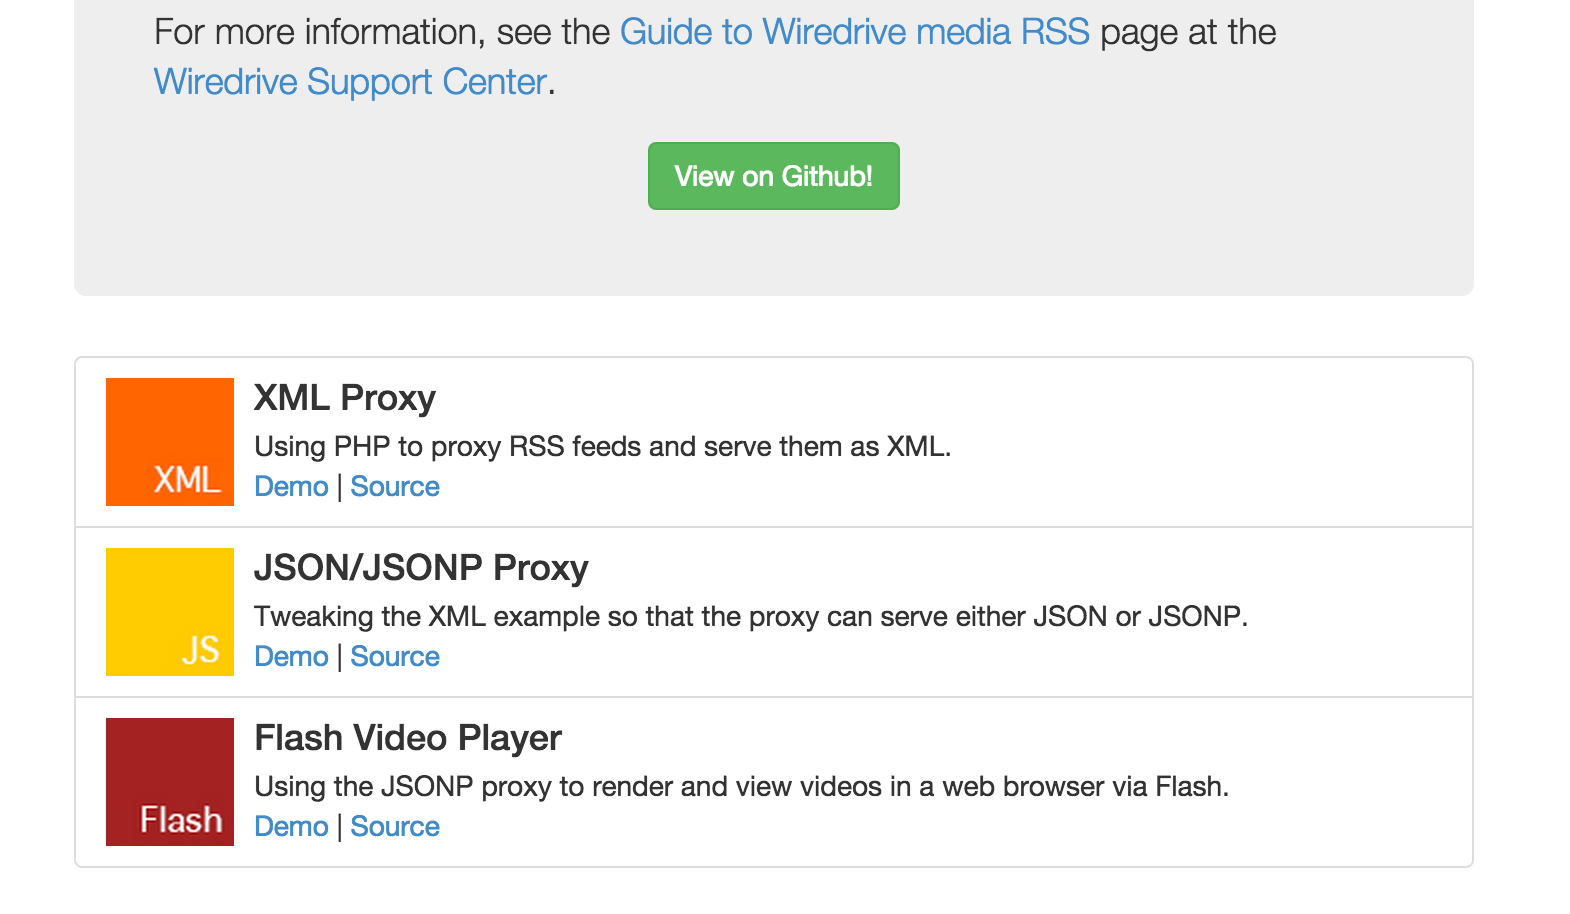 For more information, see the Guide to Wiredrive media RSS page at the
Wiredrive Support Center.
View on Github!
XML
XML Proxy
Using PHP to proxy RSS feeds and serve them as XML.
Demo | Source
JS
JSON/JSONP Proxy
Tweaking the XML example so that the proxy can serve either JSON or JSONP.
Demo | Source
Flash
Flash Video Player
Using the JSONP proxy to render and view videos in a web browser via Flash.
Demo | Source